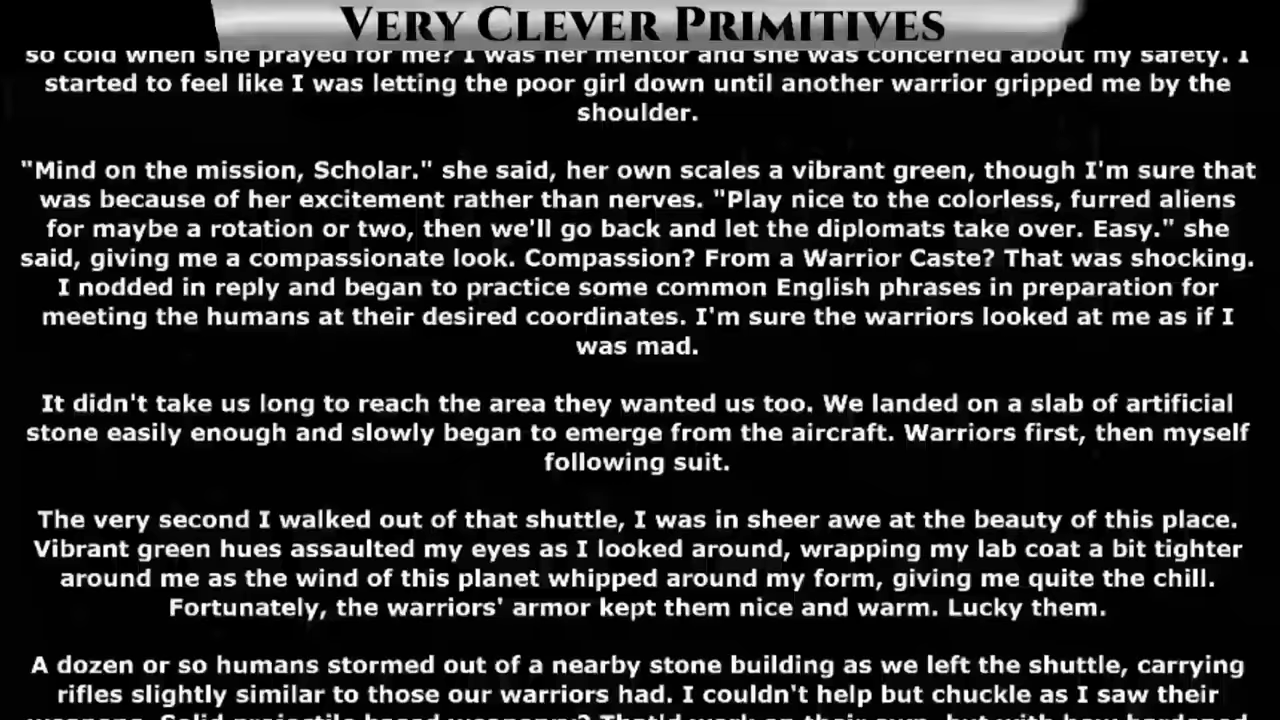 VERY CLEVER PRIMITIVES
so cold when she prayed for me? I was her mentor and she was concerned about my safety. I
started to feel like I was letting the poor girl down until another warrior gripped me by the
shoulder.
"Mind on the mission, Scholar." she said, her own scales a vibrant green, though I'm sure that
was because of her excitement rather than nerves. "Play nice to the colorless, furred aliens
for maybe a rotation or two, then we'll go back and let the diplomats take over. Easy." she
said, giving me a compassionate look. Compassion? From a Warrior Caste? That was shocking.
I nodded in reply and began to practice some common English phrases in preparation for
meeting the humans at their desired coordinates. I'm sure the warriors looked at me as if I
was mad.
It didn't take us long to reach the area they wanted us too. We landed on a slab of artificial
stone easily enough and slowly began to emerge from the aircraft. Warriors first, then myself
following suit.
The very second I walked out of that shuttle, I was in sheer awe at the beauty of this place.
Vibrant green hues assaulted my eyes as I looked around, wrapping my lab coat a bit tighter
around me as the wind of this planet whipped around my form, giving me quite the chill.
Fortunately, the warriors' armor kept them nice and warm. Lucky them.
A dozen or so humans stormed out of a nearby stone building as we left the shuttle, carrying
rifles slightly similar to those our warriors had. I couldn't help but chuckle as I saw their